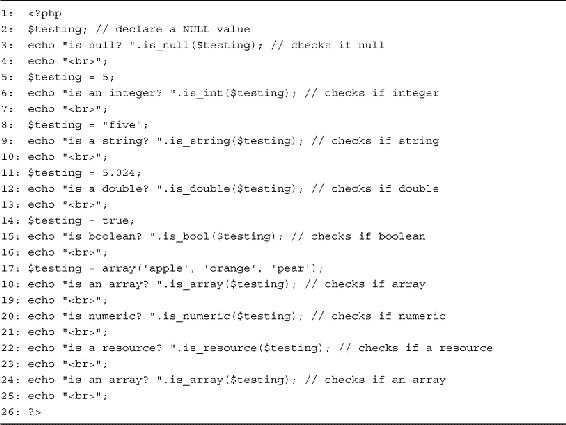 1: <?php
2: $testing; // declare a NULL value
3: echo "is null? ".is_null($testing); // checks if null
4: echo "<br>";
5: $testing = 5;
6: echo "is an integer? ".is_int($testing); // checks if integer
7: echo "<br>";
8: $testing = "five";
9: echo "is a string? ".is_string($testing); // checks if string
10: echo "<br>";
11: $testing = 5.024;
12: echo "is a double? ".is_double($testing); // checks if double
13: echo "<br>";
14: $testing = true;
15: echo "is boolean? ".is_bool($testing); // checks if boolean
16: echo "<br>";
17: $testing = array('apple', 'orange', 'pear');
18: echo "is an array? ".is_array($testing); // checks if array
19: echo "<br>";
20: echo "is numeric? ".is_numeric($testing); // checks if numeric
21: echo "<br>";
22: echo "is a resource? ".is_resource($testing); // checks if a resource
23: echo "<br>";
24: echo "is an array? ".is_array($testing); // checks if an array
25: echo "<br>";
26: ?>